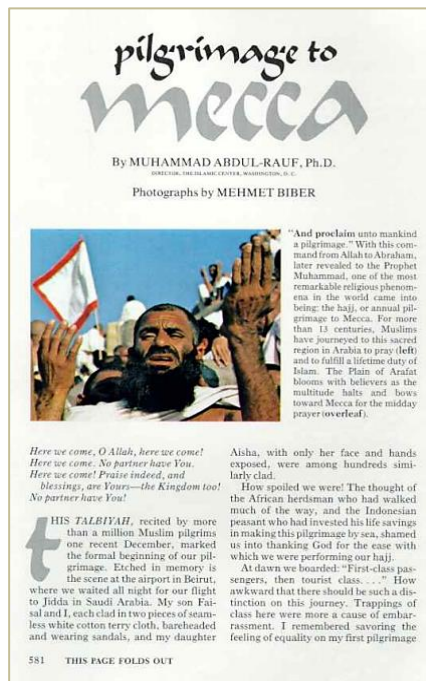 pilgrimage to
mecca
By MUHAMMAD ABDUL-RAUF, Ph.D.
DIRECTOR, THE ISLAMIC CENTER, WASHINGTON, D. C.
Photographs by MEHMET BIBER
"And proclaim unto mankind
a pilgrimage." With this com-
mand from Allah to Abraham,
later revealed to the Prophet
Muhammad, one of the most
remarkable religious phenom-
ena in the world came into
being: the hajj, or annual pil-
grimage to Mecca. For more
than 13 centuries, Muslims
have journeyed to this sacred
region in Arabia to pray (left)
and to fulfill a lifetime duty of
Islam. The Plain of Arafat
blooms with believers as the
multitude halts and bows
toward Mecca for the midday
prayer (overleaf).
Here we come, O Allah, here we come!
Here we come. No partner have You.
Here we come! Praise indeed, and
blessings, are Yours—the Kingdom too!
No partner have You!
tHIS TALBIYAH, recited by more
than a million Muslim pilgrims
one recent December, marked
the formal beginning of our pil-
grimage. Etched in memory is
the scene at the airport in Beirut,
where we waited all night for our flight
to Jidda in Saudi Arabia. My son Fai-
sal and I, each clad in two pieces of seam-
less white cotton terry cloth, bareheaded
and wearing sandals, and my daughter
Aisha, with only her face and hands
exposed, were among hundreds simi-
larly clad.
How spoiled we were! The thought of
the African herdsman who had walked
much of the way, and the Indonesian
peasant who had invested his life savings
in making this pilgrimage by sea, shamed
us into thanking God for the ease with
which we were performing our hajj.
At dawn we boarded: "First-class pas-
sengers, then tourist class. . . ." How
awkward that there should be such a dis-
tinction on this journey. Trappings of
class here were more a cause of embar-
rassment. I remembered savoring the
feeling of equality on my first pilgrimage
581 THIS PAGE FOLDS OUT